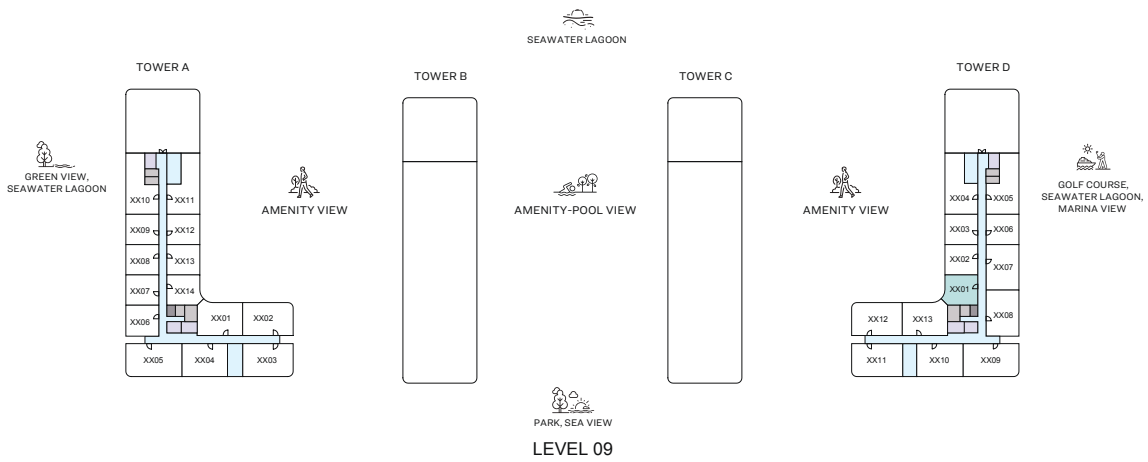 SEAWATER LAGOON
TOWER A
TOWER B
TOWER C
TOWER D
GREEN VIEW,
SEAWATER LAGOON
AMENITY VIEW
AMENITY-POOL VIEW
AMENITY VIEW
GOLF COURSE,
SEAWATER LAGOON,
MARINA VIEW
XX10
XX11
XX09
XX12
XX08
XX13
XX07
XX14
XX06
XX01
XX02
XX05
XX04
XX03
XX04
XX05
XX03
XX06
XX02
XX07
XX01
XX08
XX12
XX13
XX11
XX10
XX09
PARK, SEA VIEW
LEVEL 09